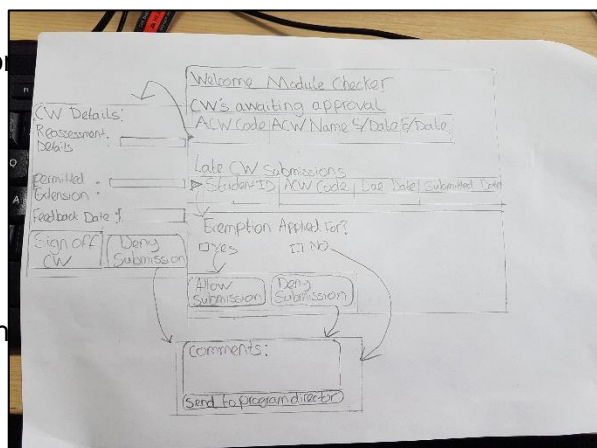 Welcome Module Checker
CW's awaiting approval
ACW Code ACW Name S/Date E/Date
CW Details:
Reassessment
Details
Permitted
Extension :
Feedback Date :
Sign off
CW
Deny
Submission
Late CW Submissions
Student ID ACW Code Due Date Submitted Date
Exemption Applied for?
Yes No
Allow
Submission
Deny
Submission
Comments:
Send to program director